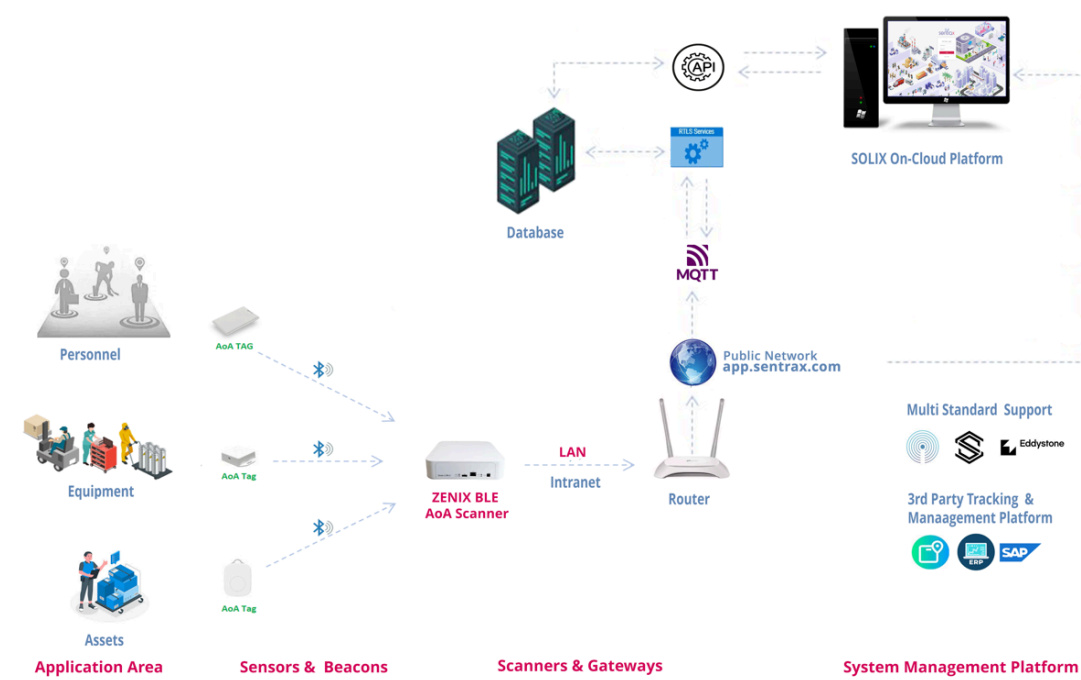 API
RTLS Services
SOLIX On-Cloud Platform
Database
MQTT
Public Network
app.sentrax.com
Personnel
AoA TAG
Multi Standard Support
Eddystone
LAN
Intranet
Equipment
AoA Tag
ZENIX BLE
AoA Scanner
Router
3rd Party Tracking &
Manaagement Platform
ERP
SAP
AoA Tag
Assets
Application Area
Sensors & Beacons
Scanners & Gateways
System Management Platform